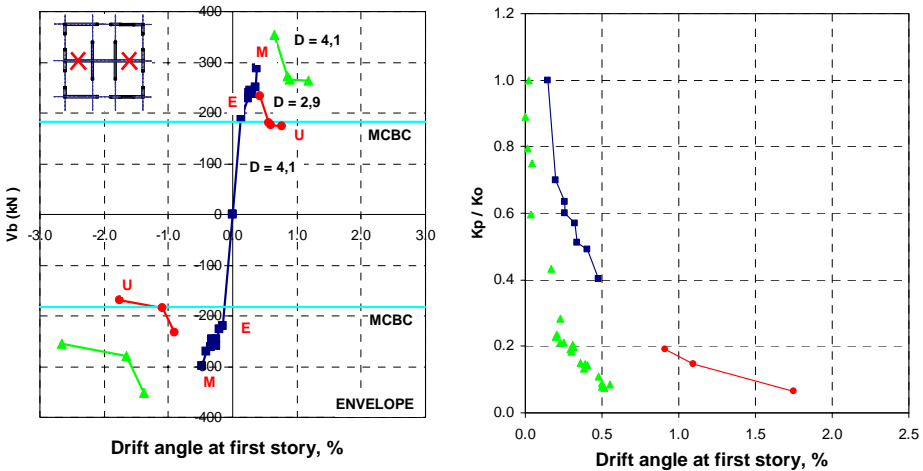 400
300
200
100
0
-100
-200
-300
-400
-3.0
-2.0
-1.0
0.0
1.0
2.0
3.0
Vb (kN )
M
D = 4,1
E
D = 2,9
MCBC
U
D = 4,1
U
MCBC
E
M
ENVELOPE
Drift angle at first story, %
1.2
1.0
0.8
0.6
0.4
0.2
0.0
0.0
0.5
1.0
1.5
2.0
2.5
Kp / Ko
Drift angle at first story, %